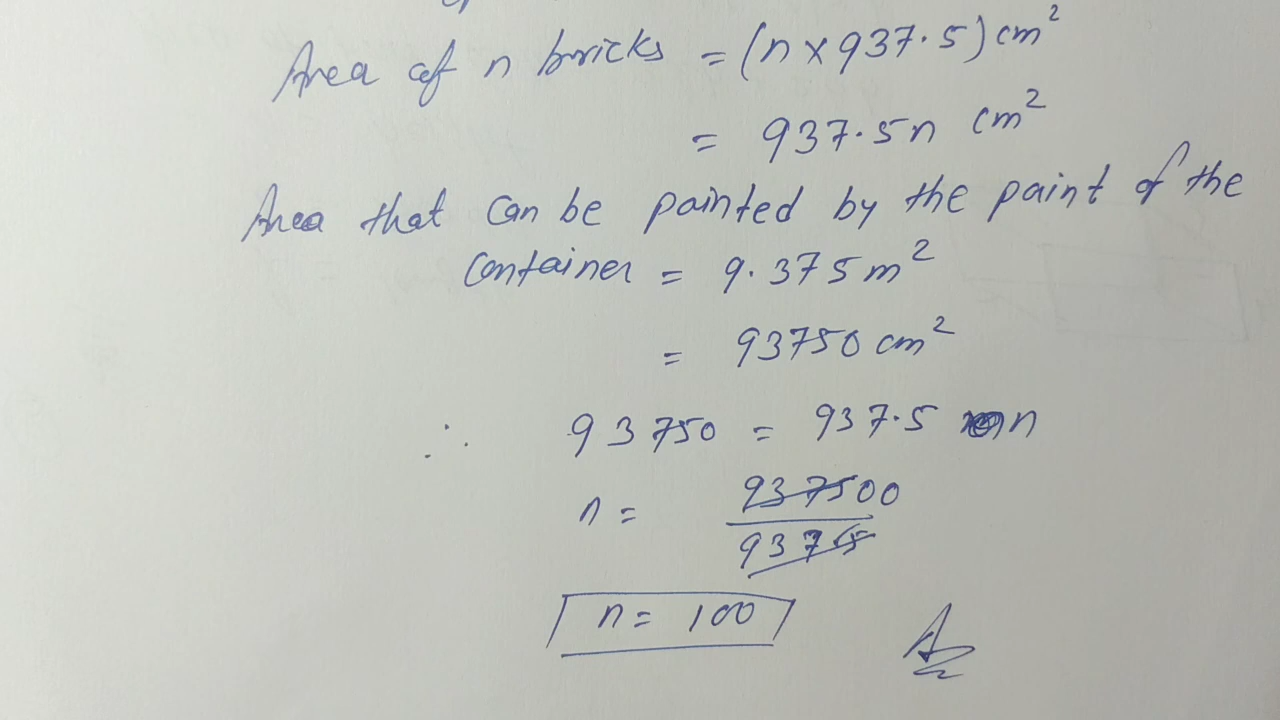 Area of n bricks = (n x 937.5) cm²
= 937.5n cm²
Area that can be painted by the paint of the
Container = 9.375 m²
= 93750 cm²
∴ 93750 = 937.5 n
n = 937500
9375
n = 100